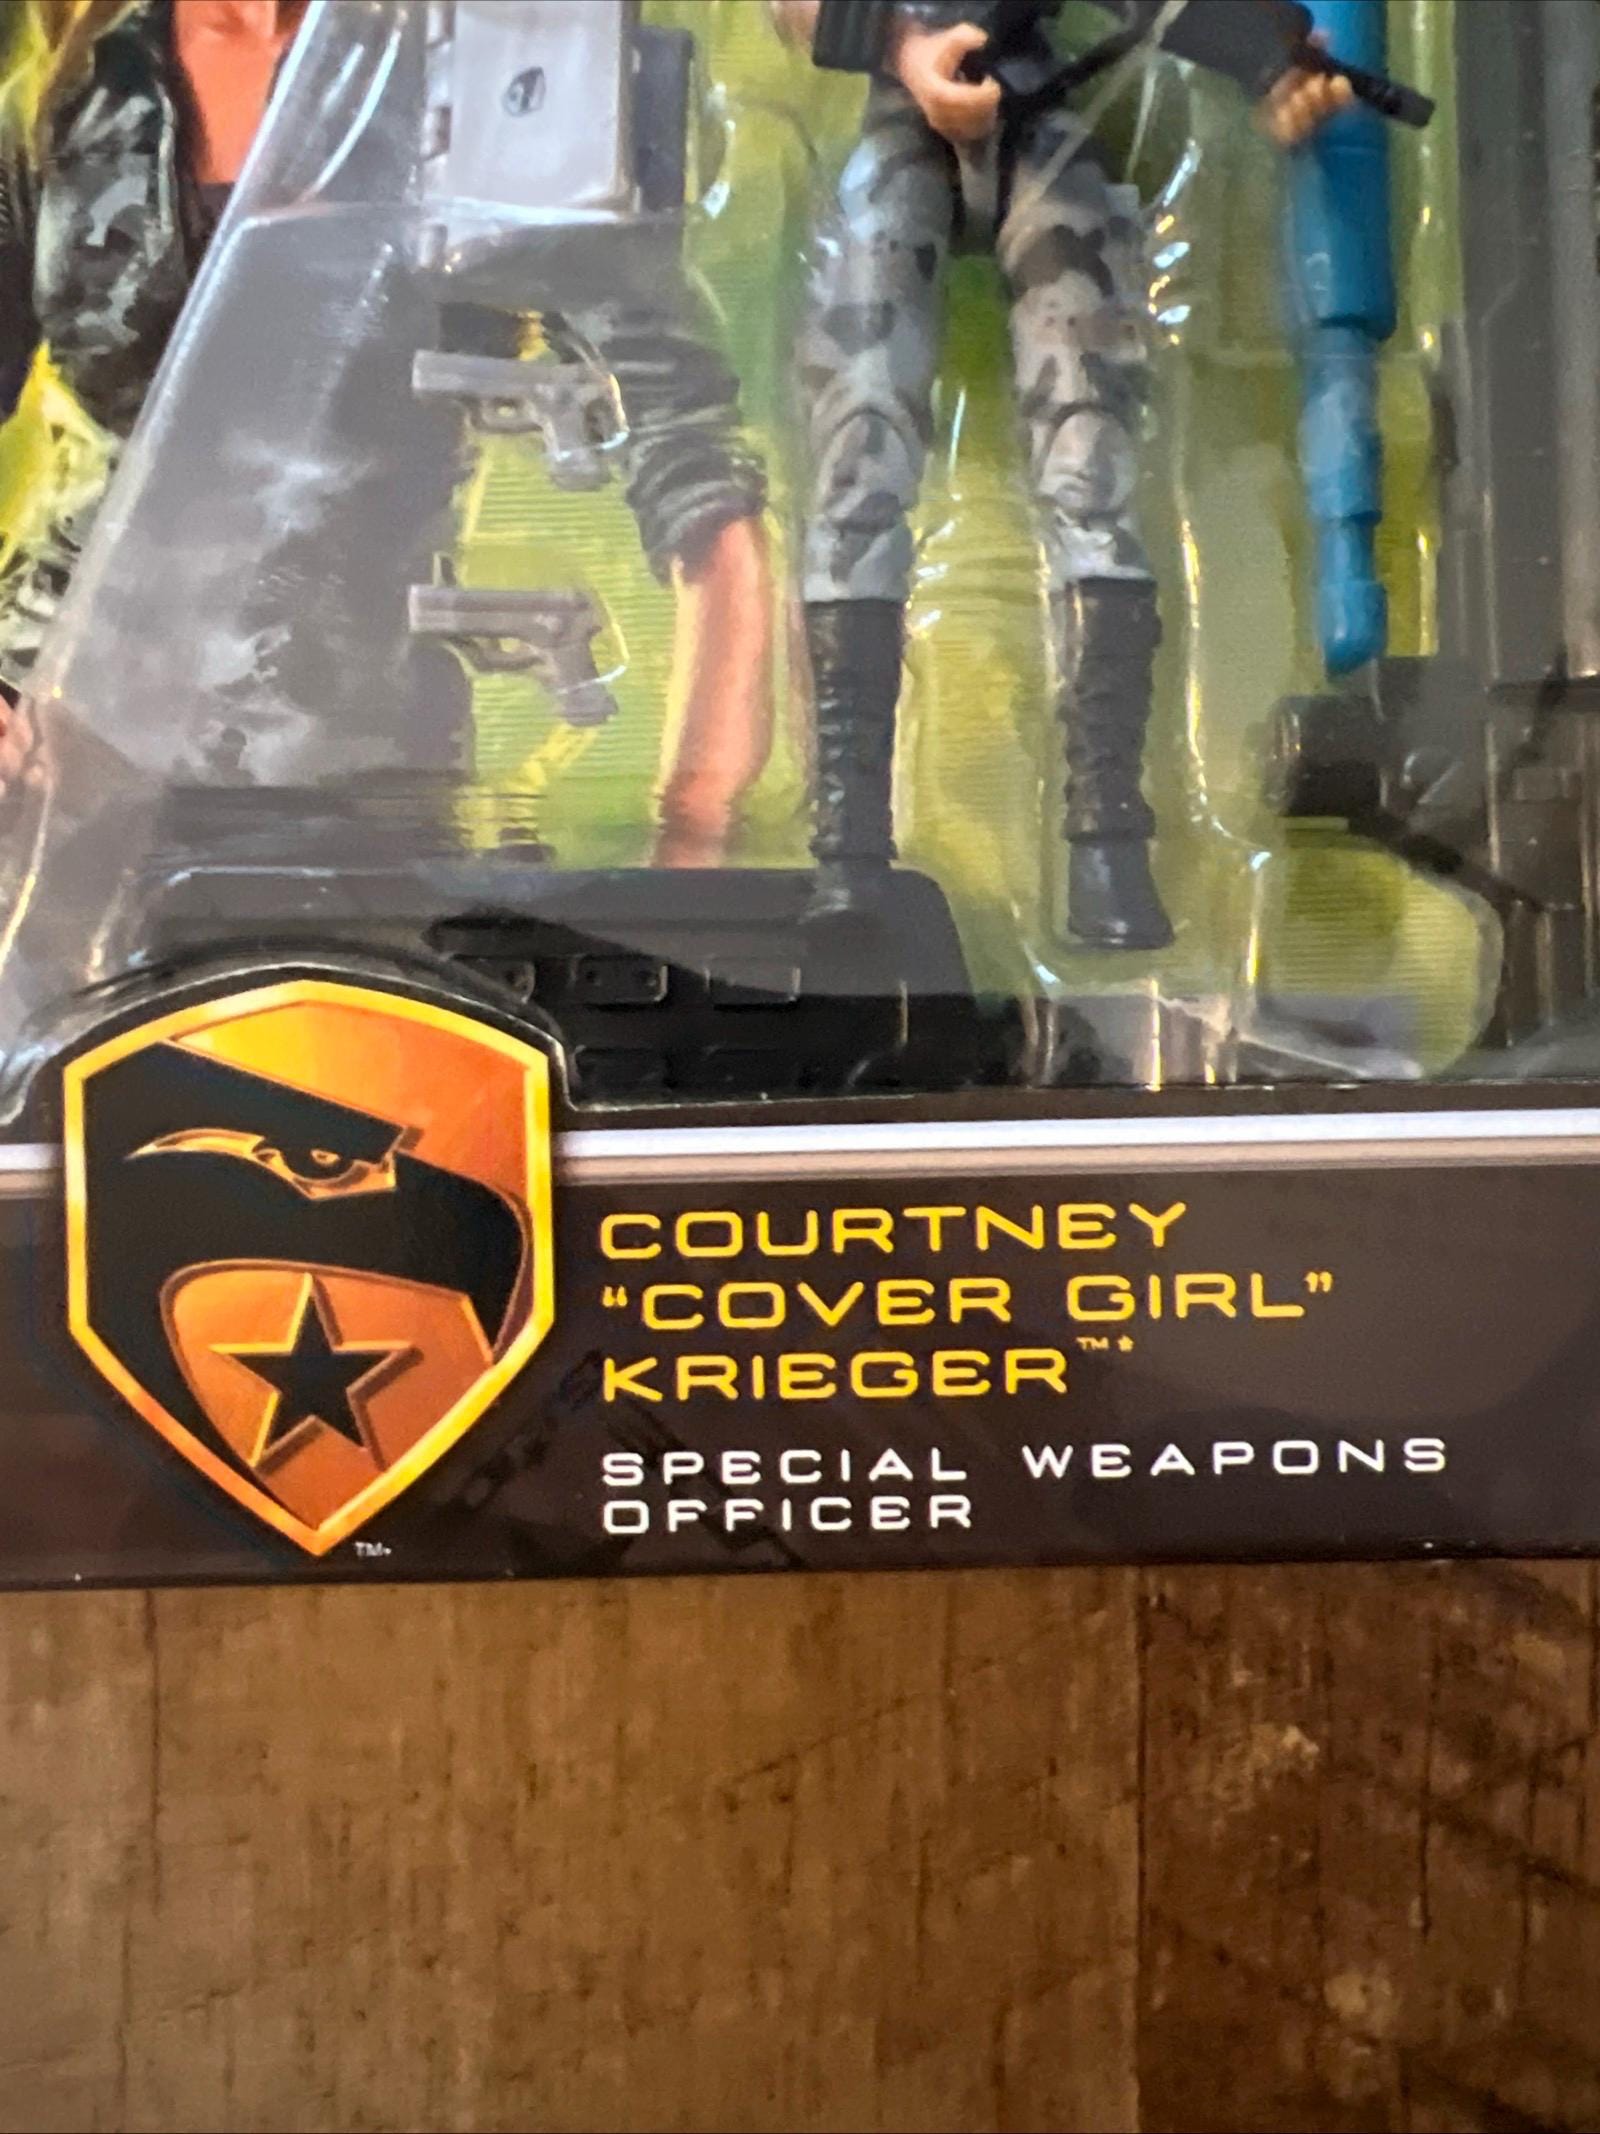 COURTNEY
“COVER GIRL”
KRIEGER™*
SPECIAL WEAPONS
OFFICER
TM